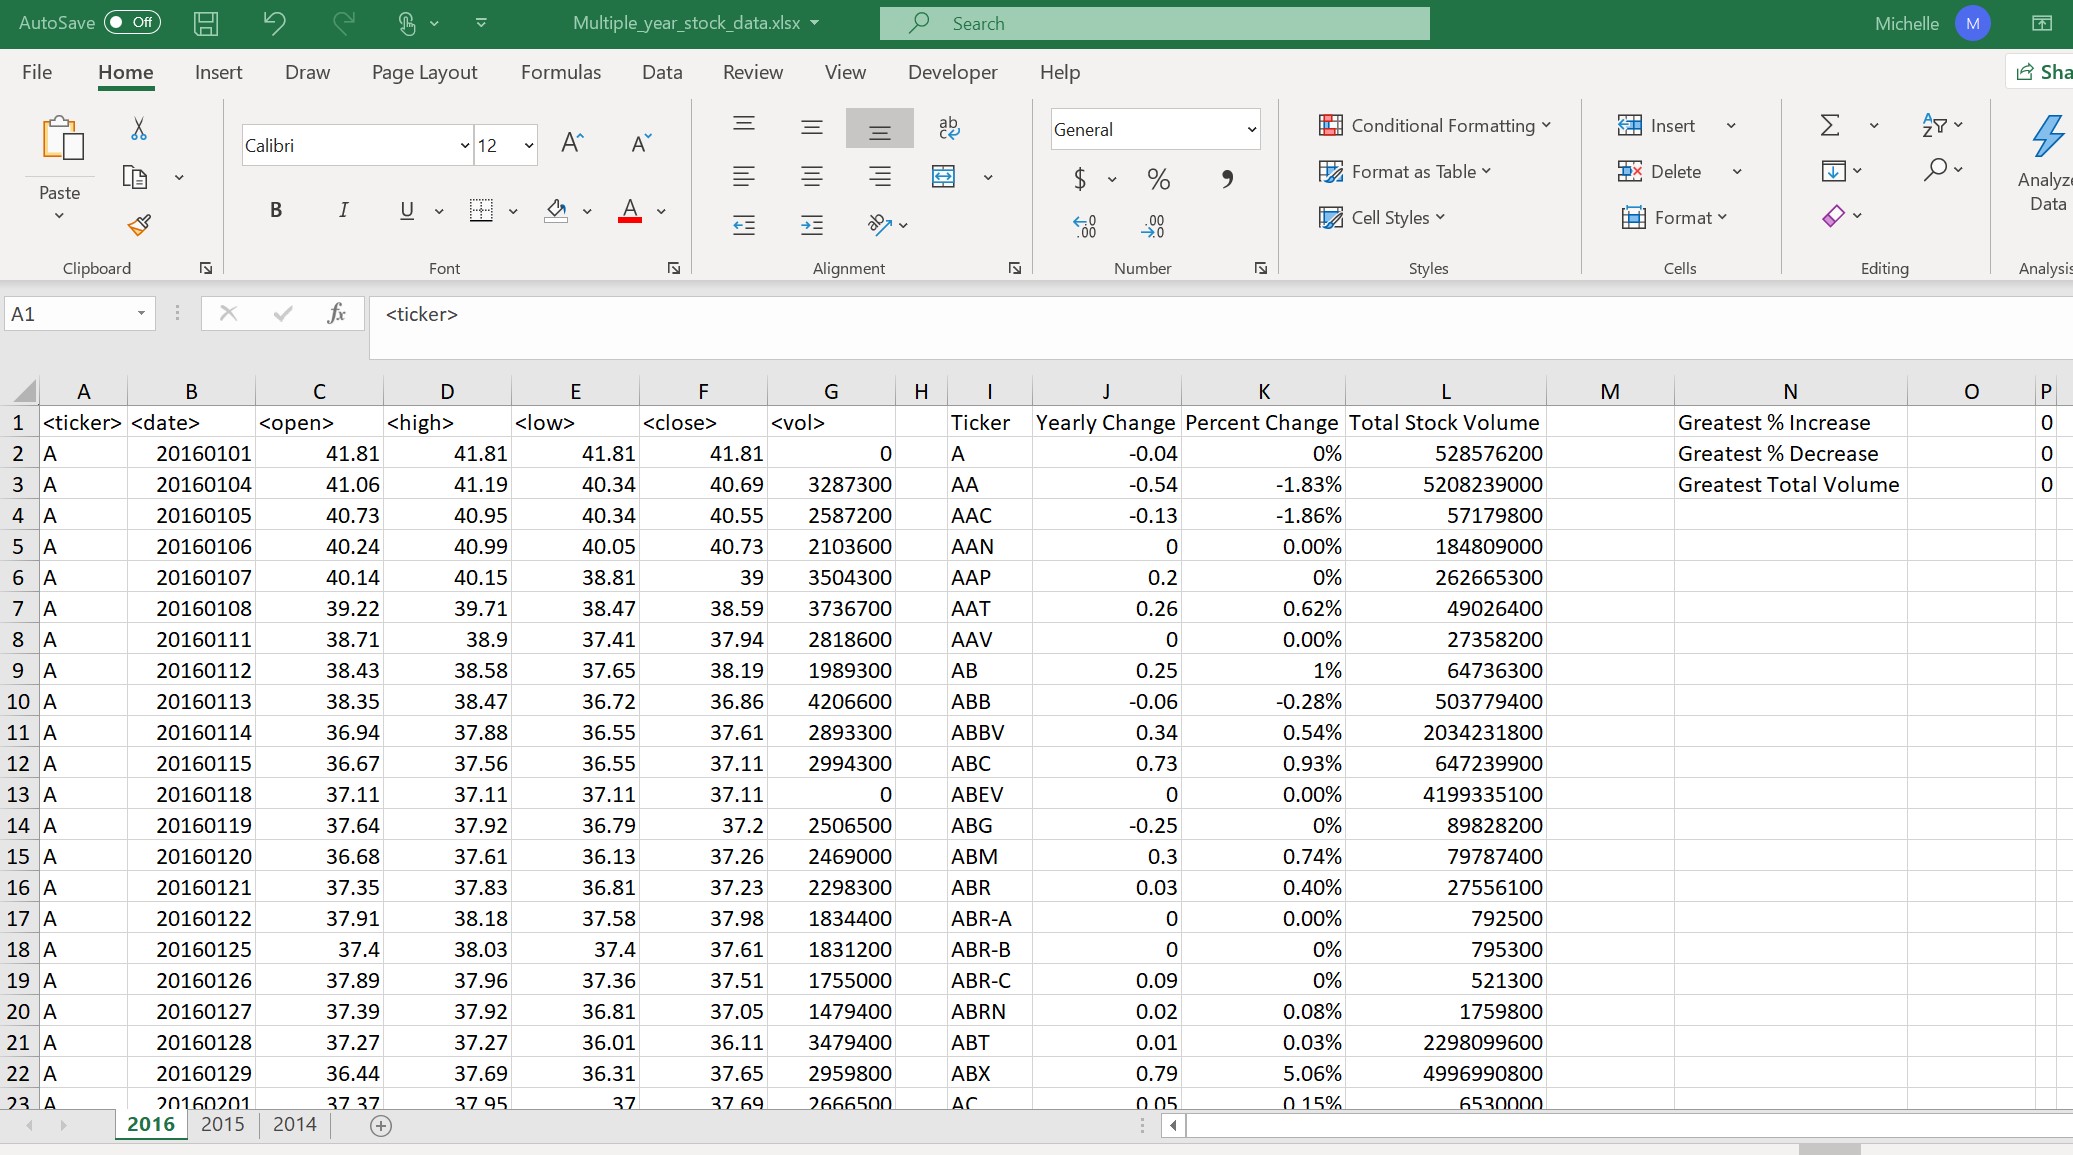 AutoSave Off Multiple_year_stock_data.xlsx Search Michelle M
File Home Insert Draw Page Layout Formulas Data Review View Developer Help Sha
Paste Calibri 12 A A ab c General Conditional Formatting Insert Σ A Z Analyze Data
B I U A ab $ % , ←0 .00 .00 →0 Format as Table Delete
Cell Styles Format
Clipboard Font Alignment Number Styles Cells Editing Analysis
A1 fx <ticker>
A B C D E F G H I J K L M N O P
1 <ticker> <date> <open> <high> <low> <close> <vol> Ticker Yearly Change Percent Change Total Stock Volume Greatest % Increase 0
2 A 20160101 41.81 41.81 41.81 41.81 0 A -0.04 0% 528576200 Greatest % Decrease 0
3 A 20160104 41.06 41.19 40.34 40.69 3287300 AA -0.54 -1.83% 5208239000 Greatest Total Volume 0
4 A 20160105 40.73 40.95 40.34 40.55 2587200 AAC -0.13 -1.86% 57179800
5 A 20160106 40.24 40.99 40.05 40.73 2103600 AAN 0 0.00% 184809000
6 A 20160107 40.14 40.15 38.81 39 3504300 AAP 0.2 0% 262665300
7 A 20160108 39.22 39.71 38.47 38.59 3736700 AAT 0.26 0.62% 49026400
8 A 20160111 38.71 38.9 37.41 37.94 2818600 AAV 0 0.00% 27358200
9 A 20160112 38.43 38.58 37.65 38.19 1989300 AB 0.25 1% 64736300
10 A 20160113 38.35 38.47 36.72 36.86 4206600 ABB -0.06 -0.28% 503779400
11 A 20160114 36.94 37.88 36.55 37.61 2893300 ABBV 0.34 0.54% 2034231800
12 A 20160115 36.67 37.56 36.55 37.11 2994300 ABC 0.73 0.93% 647239900
13 A 20160118 37.11 37.11 37.11 37.11 0 ABEV 0 0.00% 4199335100
14 A 20160119 37.64 37.92 36.79 37.2 2506500 ABG -0.25 0% 89828200
15 A 20160120 36.68 37.61 36.13 37.26 2469000 ABM 0.3 0.74% 79787400
16 A 20160121 37.35 37.83 36.81 37.23 2298300 ABR 0.03 0.40% 27556100
17 A 20160122 37.91 38.18 37.58 37.98 1834400 ABR-A 0 0.00% 792500
18 A 20160125 37.4 38.03 37.4 37.61 1831200 ABR-B 0 0% 795300
19 A 20160126 37.89 37.96 37.36 37.51 1755000 ABR-C 0.09 0% 521300
20 A 20160127 37.39 37.92 36.81 37.05 1479400 ABRN 0.02 0.08% 1759800
21 A 20160128 37.27 37.27 36.01 36.11 3479400 ABT 0.01 0.03% 2298099600
22 A 20160129 36.44 37.69 36.31 37.65 2959800 ABX 0.79 5.06% 4996990800
23 A 20160201 37.37 37.95 37 37.69 2666500 AC 0.05 0.15% 6530000
2016 2015 2014